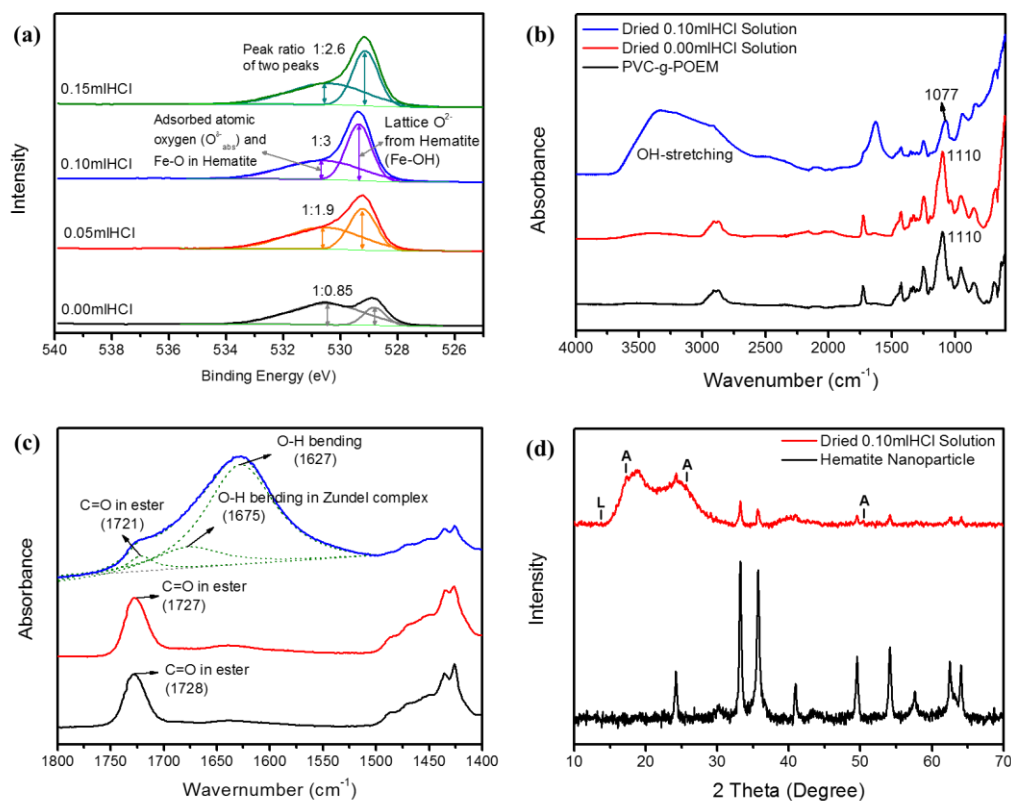 (a)
Peak ratio
of two peaks
1:2.6
0.15mlHCl
Adsorbed atomic
oxygen (O^δ-_abs) and
Fe-O in Hematite
1:3
Lattice O^2-
from Hematite
(Fe-OH)
0.10mlHCl
1:1.9
0.05mlHCl
1:0.85
0.00mlHCl
Intensity
540 538 536 534 532 530 528 526
Binding Energy (eV)
(b)
Dried 0.10mlHCl Solution
Dried 0.00mlHCl Solution
PVC-g-POEM
1077
OH-stretching
1110
1110
Absorbance
4000 3500 3000 2500 2000 1500 1000
Wavenumber (cm^-1)
(c)
O-H bending
(1627)
C=O in ester
(1721)
O-H bending in Zundel complex
(1675)
C=O in ester
(1727)
C=O in ester
(1728)
Absorbance
1800 1750 1700 1650 1600 1550 1500 1450 1400
Wavernumber (cm^-1)
(d)
Dried 0.10mlHCl Solution
Hematite Nanoparticle
L
A
A
A
Intensity
10 20 30 40 50 60 70
2 Theta (Degree)